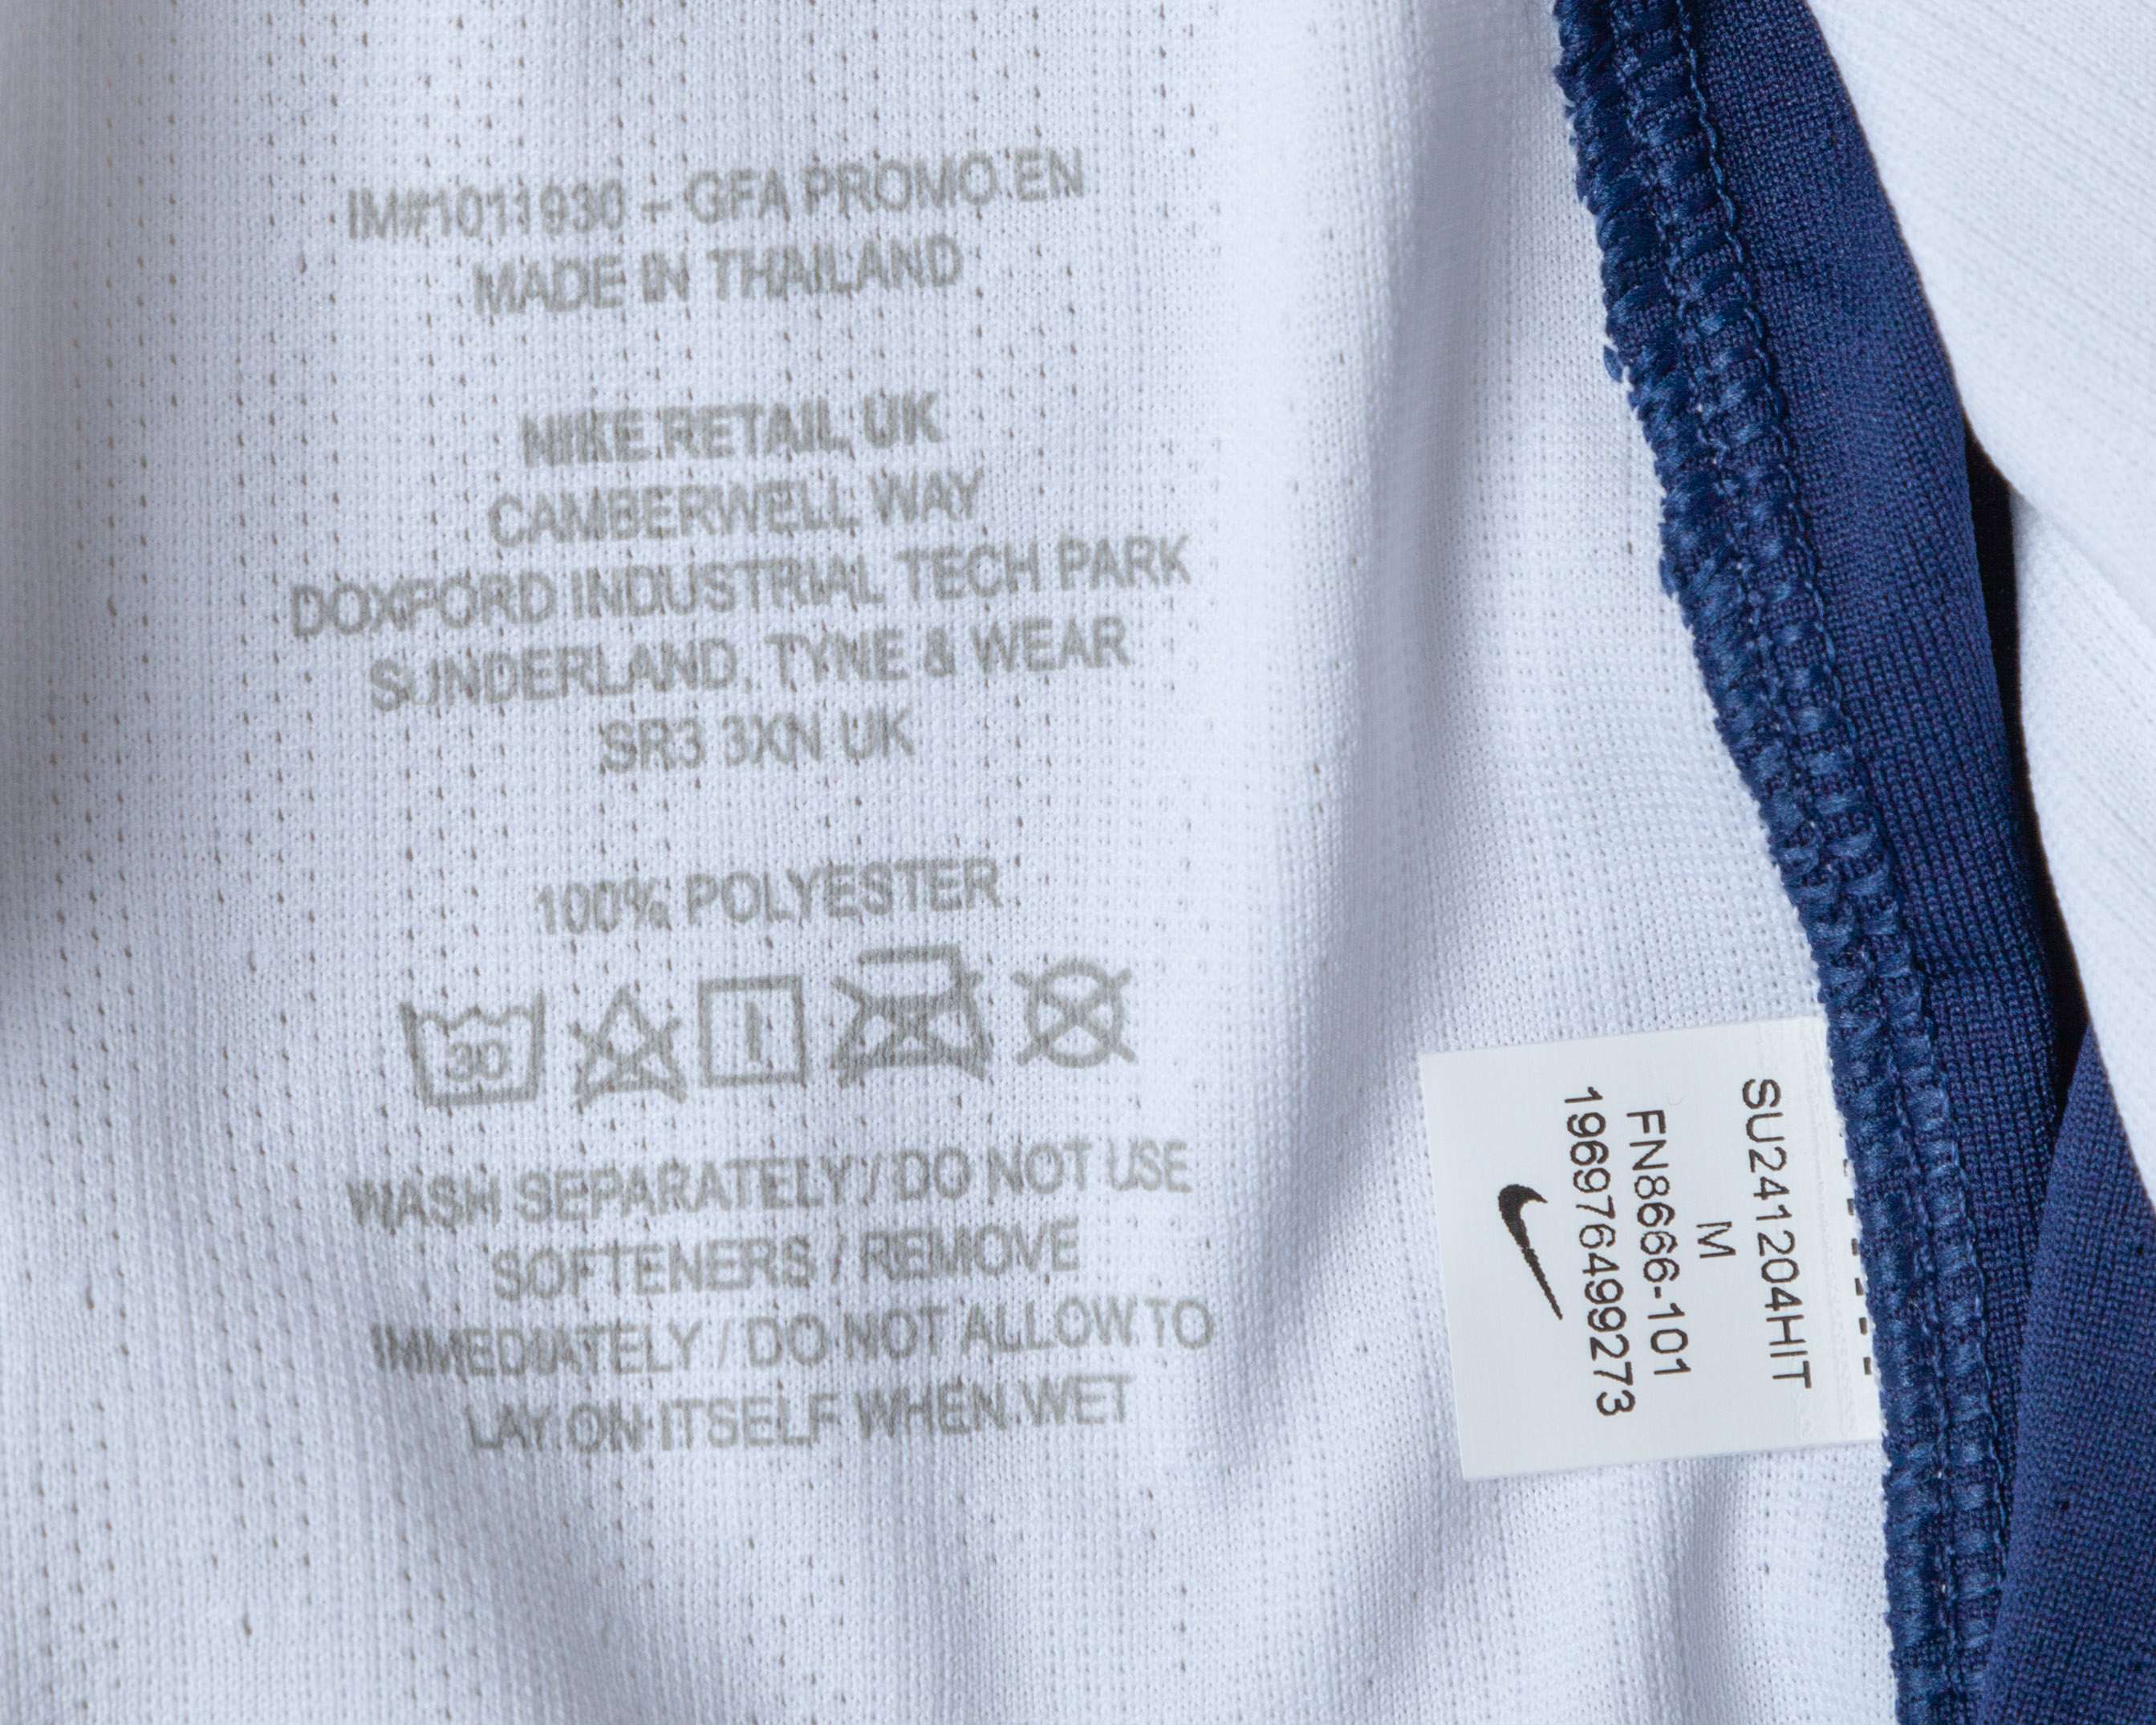 IM#1011930 - GFA PROMO.EN
MADE IN THAILAND
NIKE RETAIL UK
CAMBERWELL WAY
DOXFORD INDUSTRIAL TECH PARK
SUNDERLAND, TYNE & WEAR
SR3 3XN UK
100% POLYESTER
30
WASH SEPARATELY / DO NOT USE
SOFTENERS / REMOVE
IMMEDIATELY / DO NOT ALLOW TO
LAY ON ITSELF WHEN WET
SU241204HIT
M
FN8666-101
196976499273